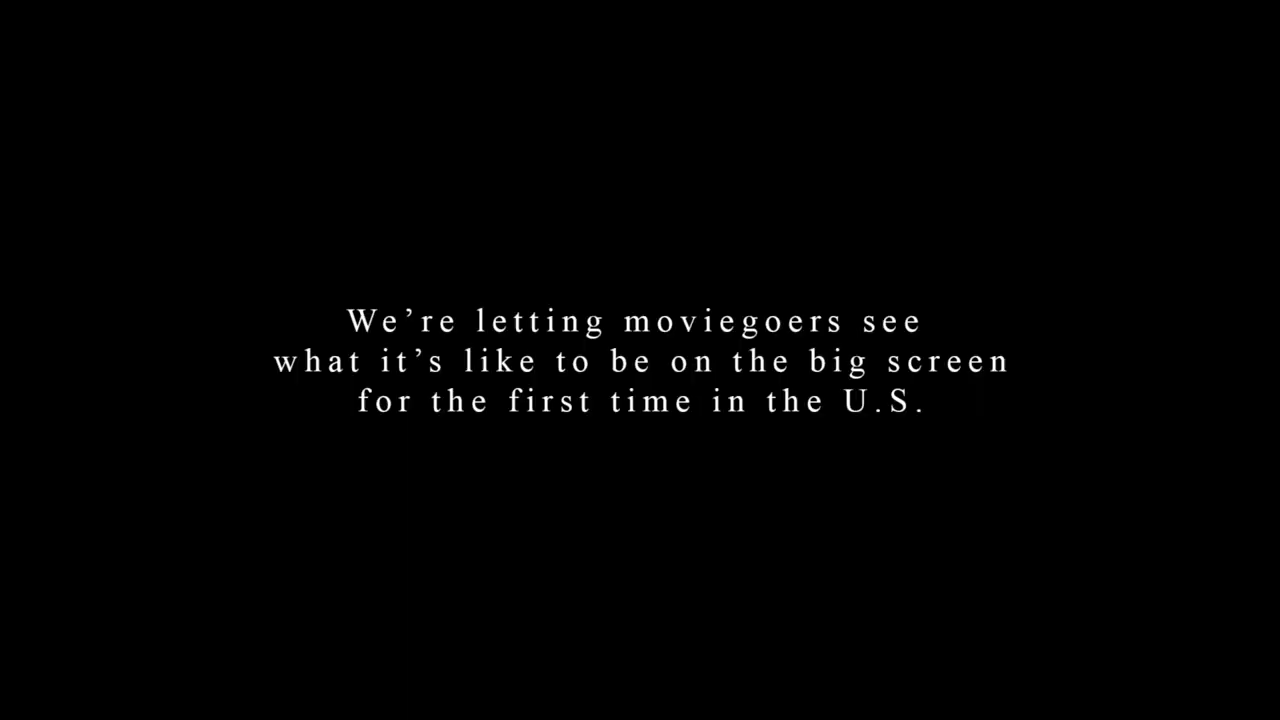 We’re letting moviegoers see
what it’s like to be on the big screen
for the first time in the U.S.